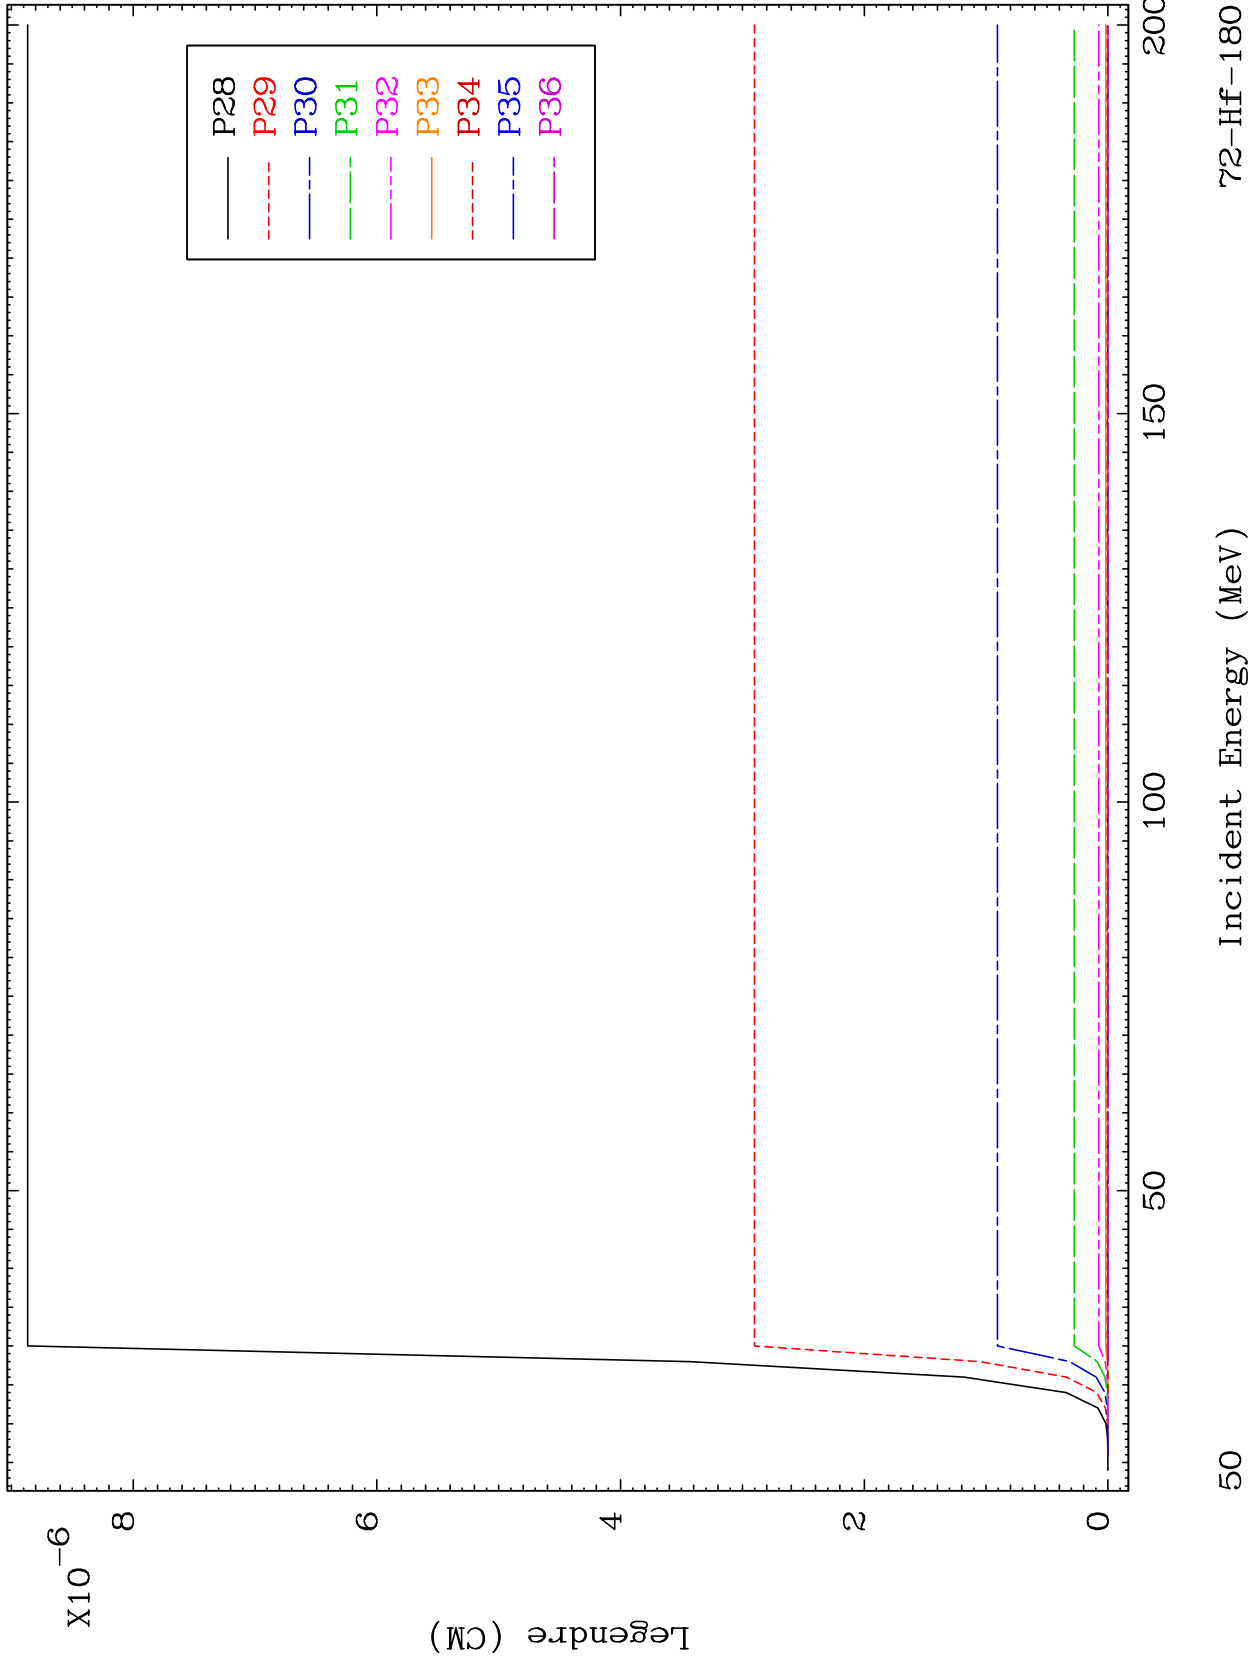 X10-6
8
6
4
2
0
Legendre (CM)
P28
P29
P30
P31
P32
P33
P34
P35
P36
50
100
150
200
Incident Energy (MeV)
50
72-Hf-180